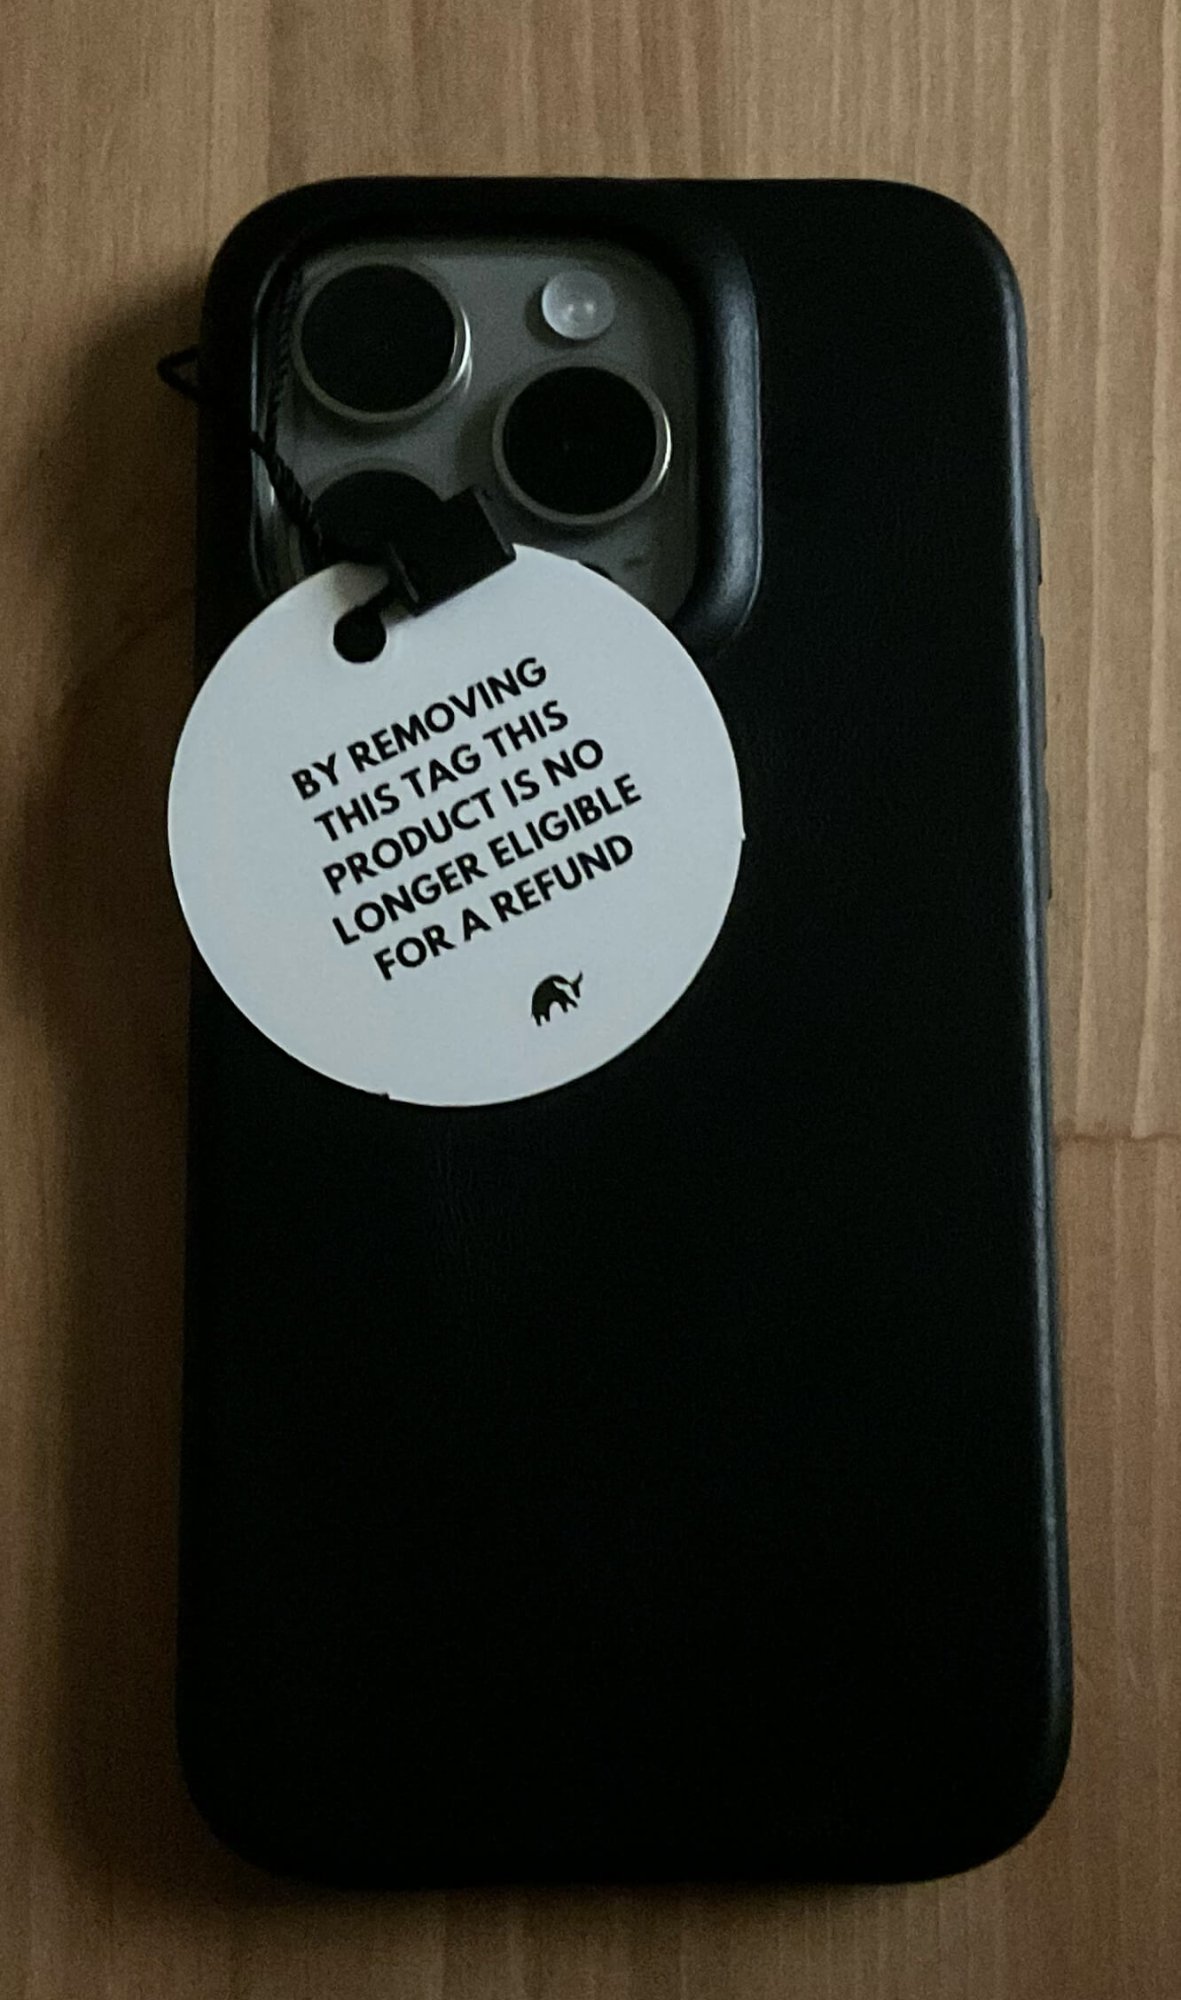 BY REMOVING
THIS TAG THIS
PRODUCT IS NO
LONGER ELIGIBLE
FOR A REFUND